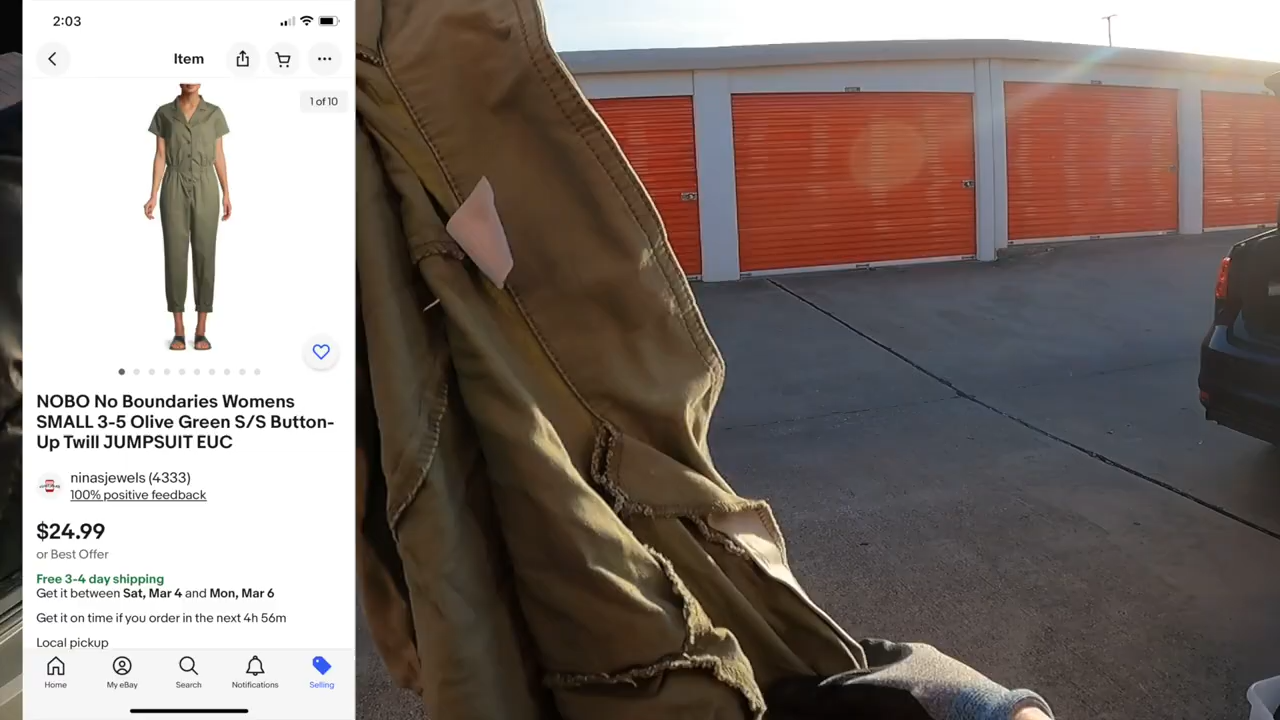 2:03
Item
1 of 10
NOBO No Boundaries Womens
SMALL 3-5 Olive Green S/S Button-
Up Twill JUMPSUIT EUC
ninasjewels (4333)
100% positive feedback
$24.99
or Best Offer
Free 3-4 day shipping
Get it between Sat, Mar 4 and Mon, Mar 6
Get it on time if you order in the next 4h 56m
Local pickup
Home
My eBay
Search
Notifications
Selling